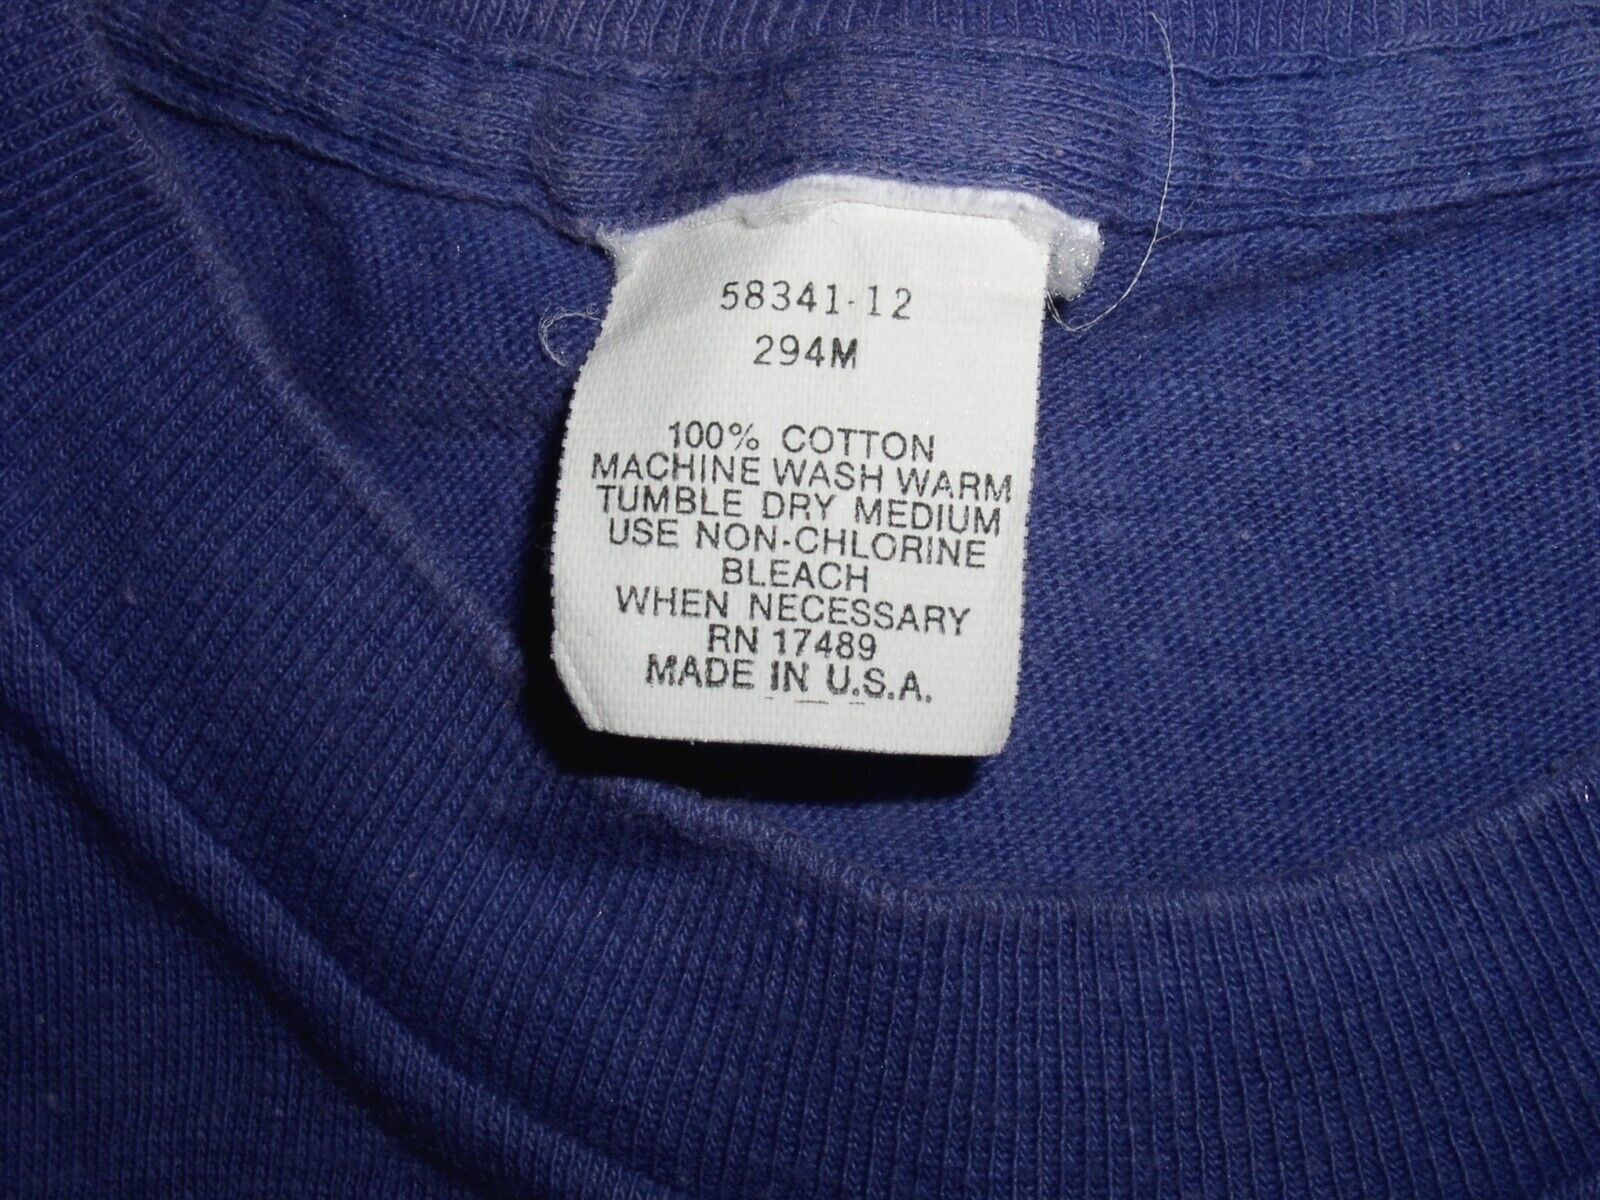 58341-12
294M
100% COTTON
MACHINE WASH WARM
TUMBLE DRY MEDIUM
USE NON-CHLORINE
BLEACH
WHEN NECESSARY
RN 17489
MADE IN U.S.A.